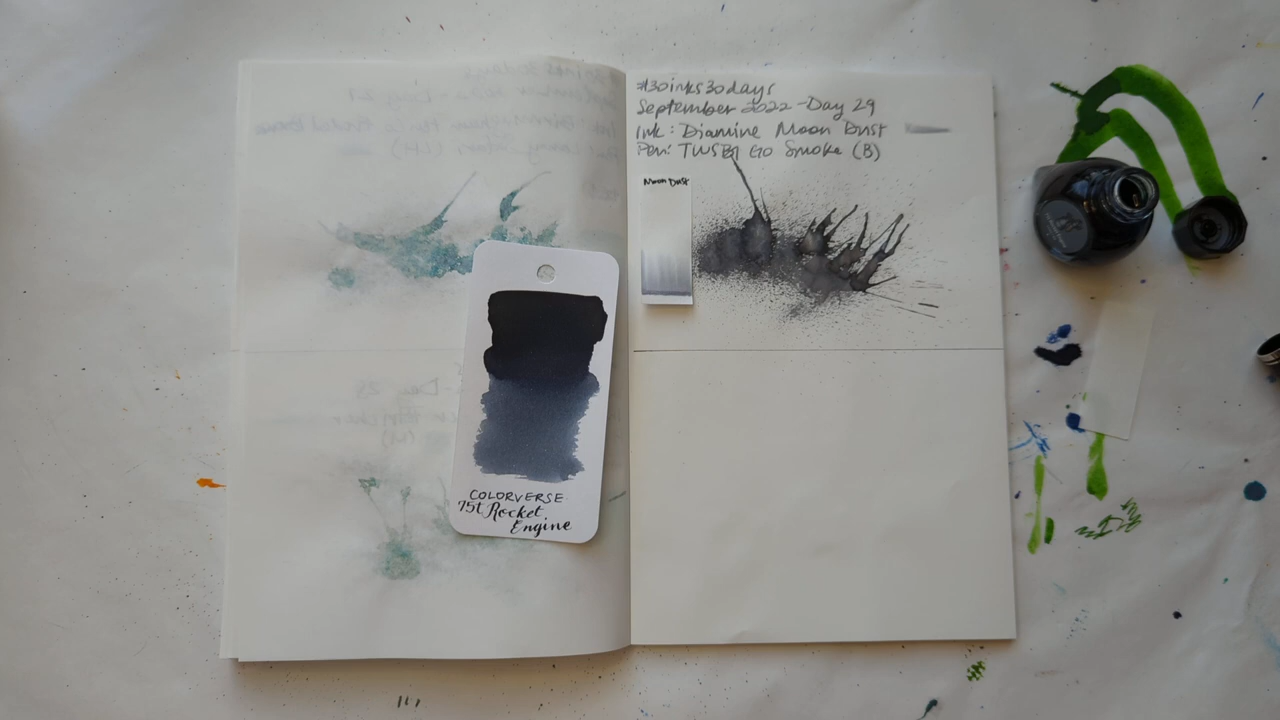 #30inks30days
September 2022 - Day 29
Ink: Diamine Moon Dust
Pen: TWSBI GO Smoke (B)
Moon Dust
COLORVERSE
75t Rocket
Engine